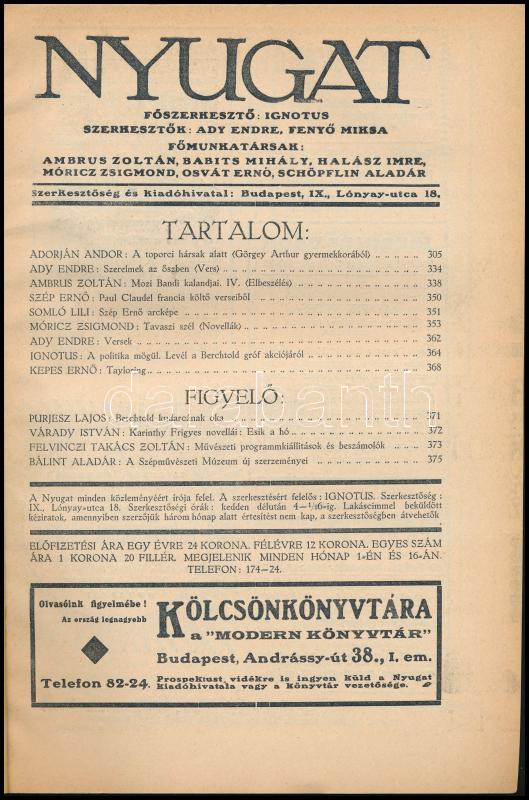 NYUGAT
FŐSZERKESZTŐ: IGNOTUS
SZERKESZTŐK: ADY ENDRE, FENYŐ MIKSA
FŐMUNKATÁRSAK:
AMBRUS ZOLTÁN, BABITS MIHÁLY, HALÁSZ IMRE,
MÓRICZ ZSIGMOND, OSVÁT ERNŐ, SCHÖPFLIN ALADÁR
Szerkesztőség és kiadóhivatal: Budapest, IX., Lónyay-utca 18.
TARTALOM:
ADORJÁN ANDOR: A toporci hársak alatt (Görgey Arthur gyermekkorából) 305
ADY ENDRE: Szerelmek az őszben (Vers) 334
AMBRUS ZOLTÁN: Mozi Bandi kalandjai. IV. (Elbeszélés) 338
SZÉP ERNŐ: Paul Claudel francia költő verseiből 350
SOMLÓ LILI: Szép Ernő arcképe 351
MÓRICZ ZSIGMOND: Tavaszi szél (Novellák) 353
ADY ENDRE: Versek 362
IGNOTUS: A politika mögül. Levél a Berchtold gróf akciójáról 364
KEPES ERNŐ: Tayloring 368
FIGYELŐ:
PURJESZ LAJOS: Berchtold kudarcának oka 371
VÁRADY ISTVÁN: Karinthy Frigyes novellái: Esik a hó 372
FELVINCZI TAKÁCS ZOLTÁN: Művészeti programmkiállítások és beszámolók 373
BÁLINT ALADÁR: A Szépművészeti Múzeum új szerzeményei 375
darabanth
A Nyugat minden közleményéért írója felel. A szerkesztésért felelős: IGNOTUS. Szerkesztőség:
IX., Lónyay-utca 18. Szerkesztőségi órák: kedden délután 4—½6-ig. Lakáscimmel beküldött
kéziratok, amennyiben szerzőjük három hónap alatt értesítést nem kap, a szerkesztőségben átvehetők
ELŐFIZETÉSI ÁRA EGY ÉVRE 24 KORONA. FÉLÉVRE 12 KORONA. EGYES SZÁM
ÁRA 1 KORONA 20 FILLÉR. MEGJELENIK MINDEN HÓNAP 1-ÉN ÉS 16-ÁN.
TELEFON: 174—24.
Olvasóink figyelmébe!
Az ország legnagyobb
KÖLCSÖNKÖNYVTÁRA
a "MODERN KÖNYVTÁR"
Budapest, Andrássy-út 38., I. em.
Telefon 82-24. Prospektust vidékre is ingyen küld a Nyugat
kiadóhivatala vagy a könyvtár vezetősége.